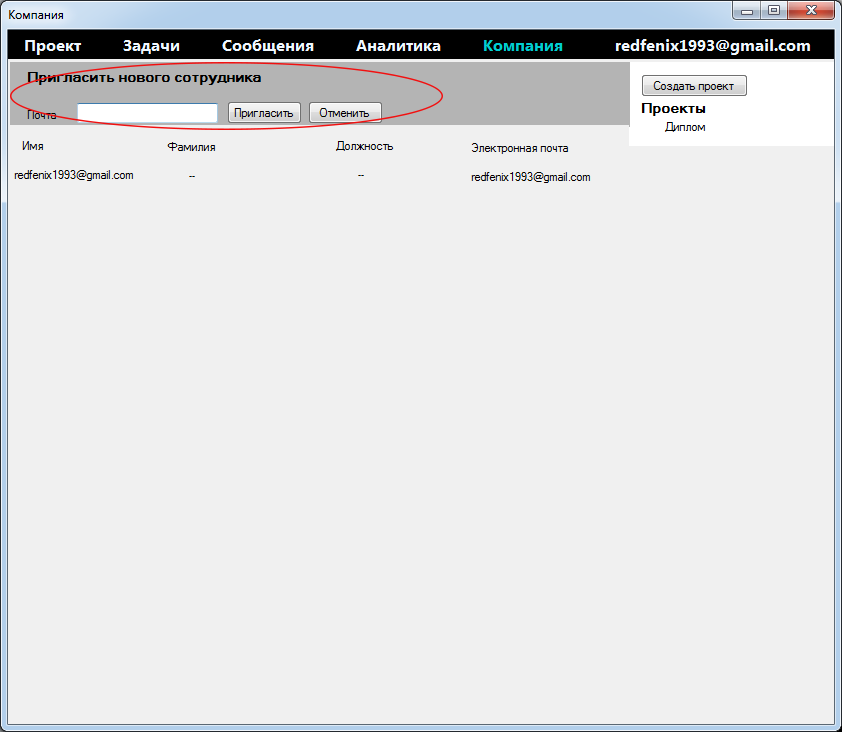 Компания
Проект Задачи Сообщения Аналитика Компания redfenix1993@gmail.com
Пригласить нового сотрудника
Почта Пригласить Отменить
Создать проект
Проекты
Диплом
Имя Фамилия Должность Электронная почта
redfenix1993@gmail.com -- -- redfenix1993@gmail.com